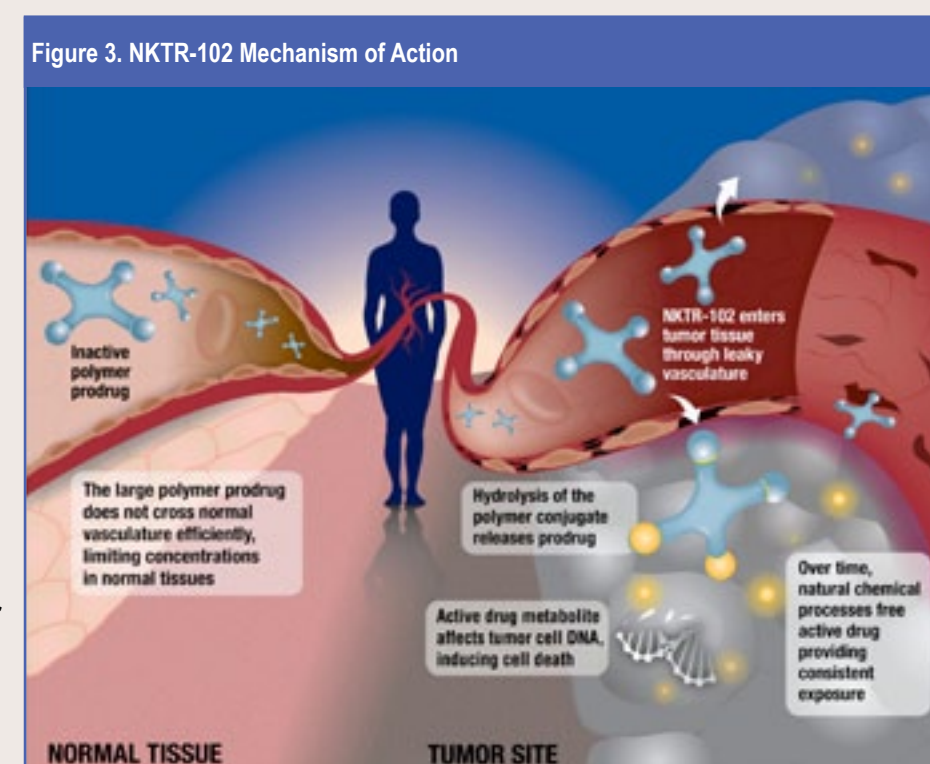 Figure 3. NKTR-102 Mechanism of Action
Inactive
polymer
prodrug
NKTR-102 enters
tumor tissue
through leaky
vasculature
The large polymer prodrug
does not cross normal
vasculature efficiently,
limiting concentrations
in normal tissues
Hydrolysis of the
polymer conjugate
releases prodrug
Over time,
natural chemical
processes free
active drug
providing
consistent
exposure
Active drug metabolite
affects tumor cell DNA,
inducing cell death
NORMAL TISSUE
TUMOR SITE